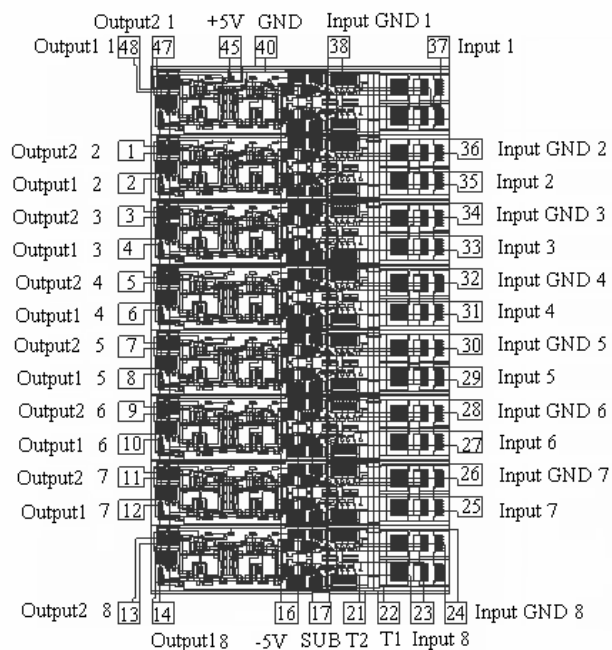 Output2 1 +5V GND Input GND 1
Output1 1 48 47 45 40 38 37 Input 1
Output2 2 1 36 Input GND 2
Output1 2 2 35 Input 2
Output2 3 3 34 Input GND 3
Output1 3 4 33 Input 3
Output2 4 5 32 Input GND 4
Output1 4 6 31 Input 4
Output2 5 7 30 Input GND 5
Output1 5 8 29 Input 5
Output2 6 9 28 Input GND 6
Output1 6 10 27 Input 6
Output2 7 11 26 Input GND 7
Output1 7 12 25 Input 7
Output2 8 13 14 16 17 21 22 23 24 Input GND 8
Output18 -5V SUB T2 T1 Input 8